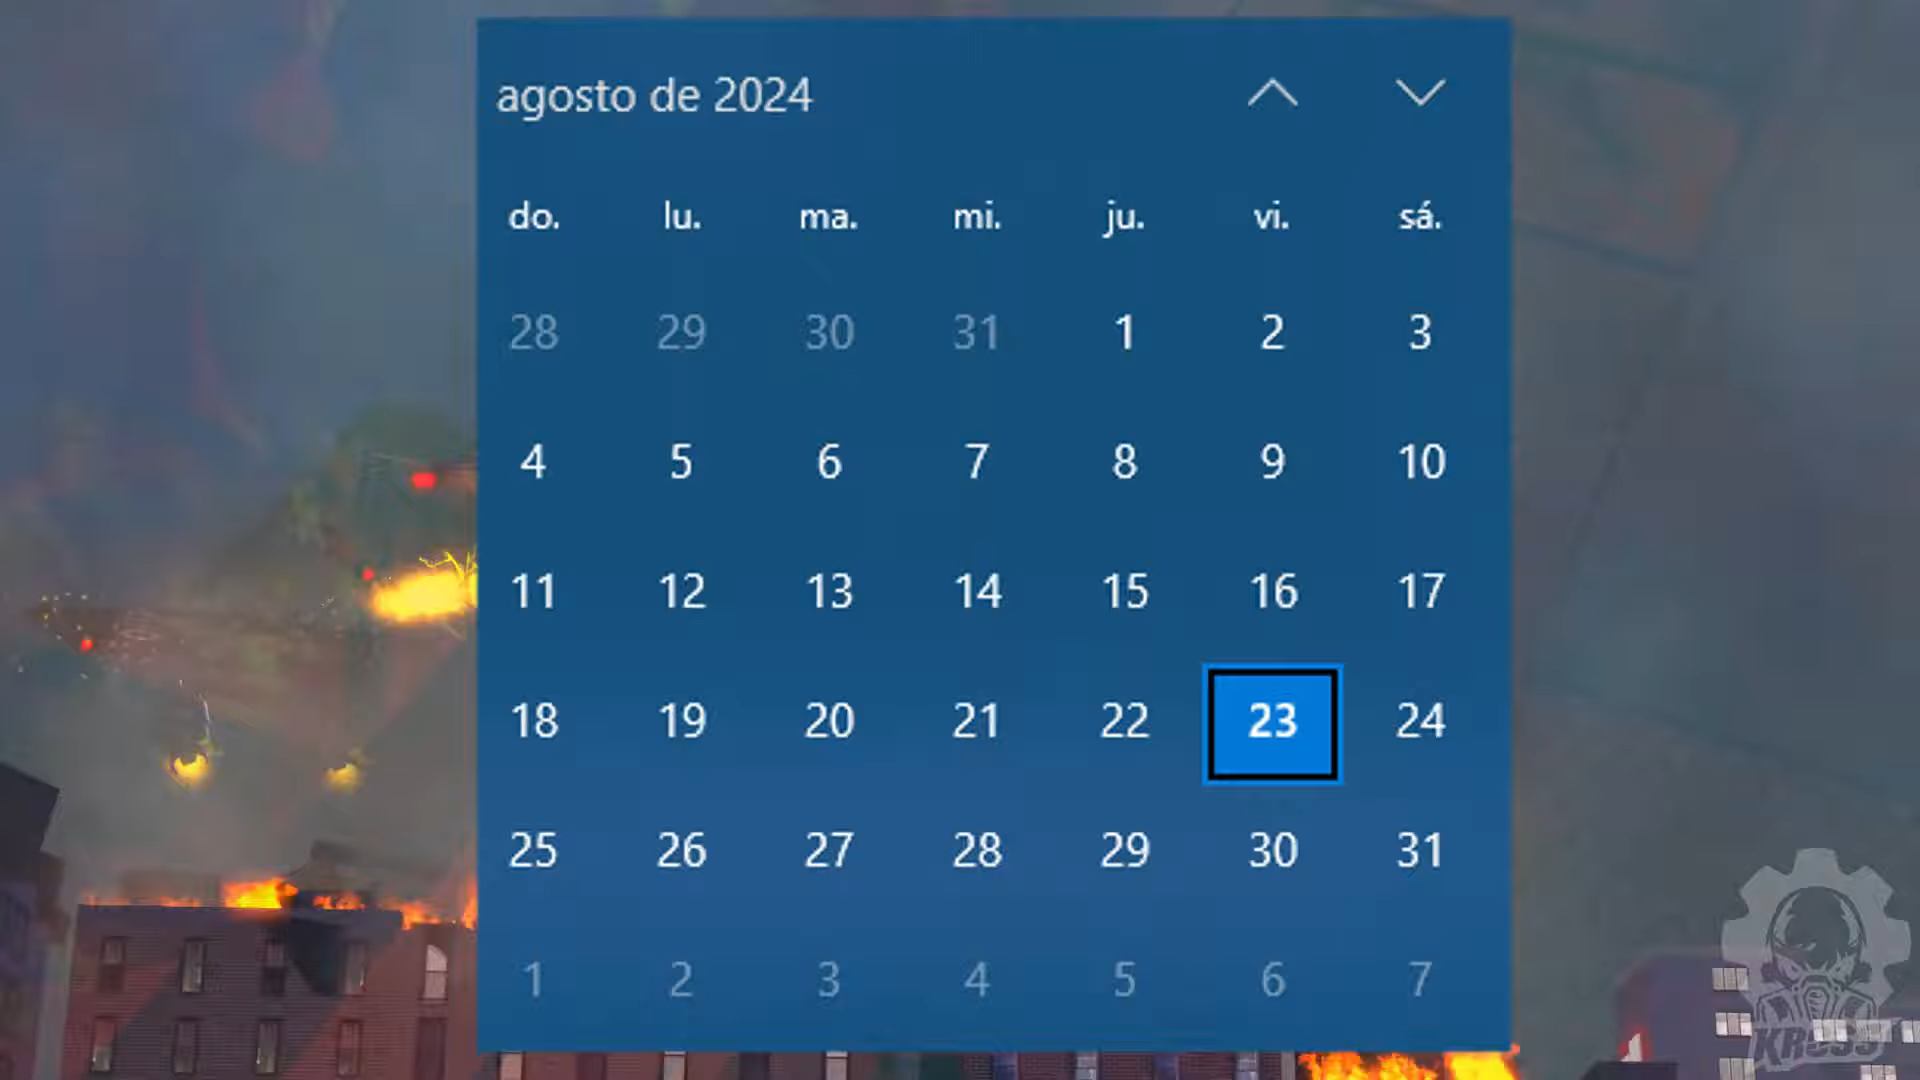 agosto de 2024
do. lu. ma. mi. ju. vi. sá.
28 29 30 31 1 2 3
4 5 6 7 8 9 10
11 12 13 14 15 16 17
18 19 20 21 22 23 24
25 26 27 28 29 30 31
1 2 3 4 5 6 7
KROSS